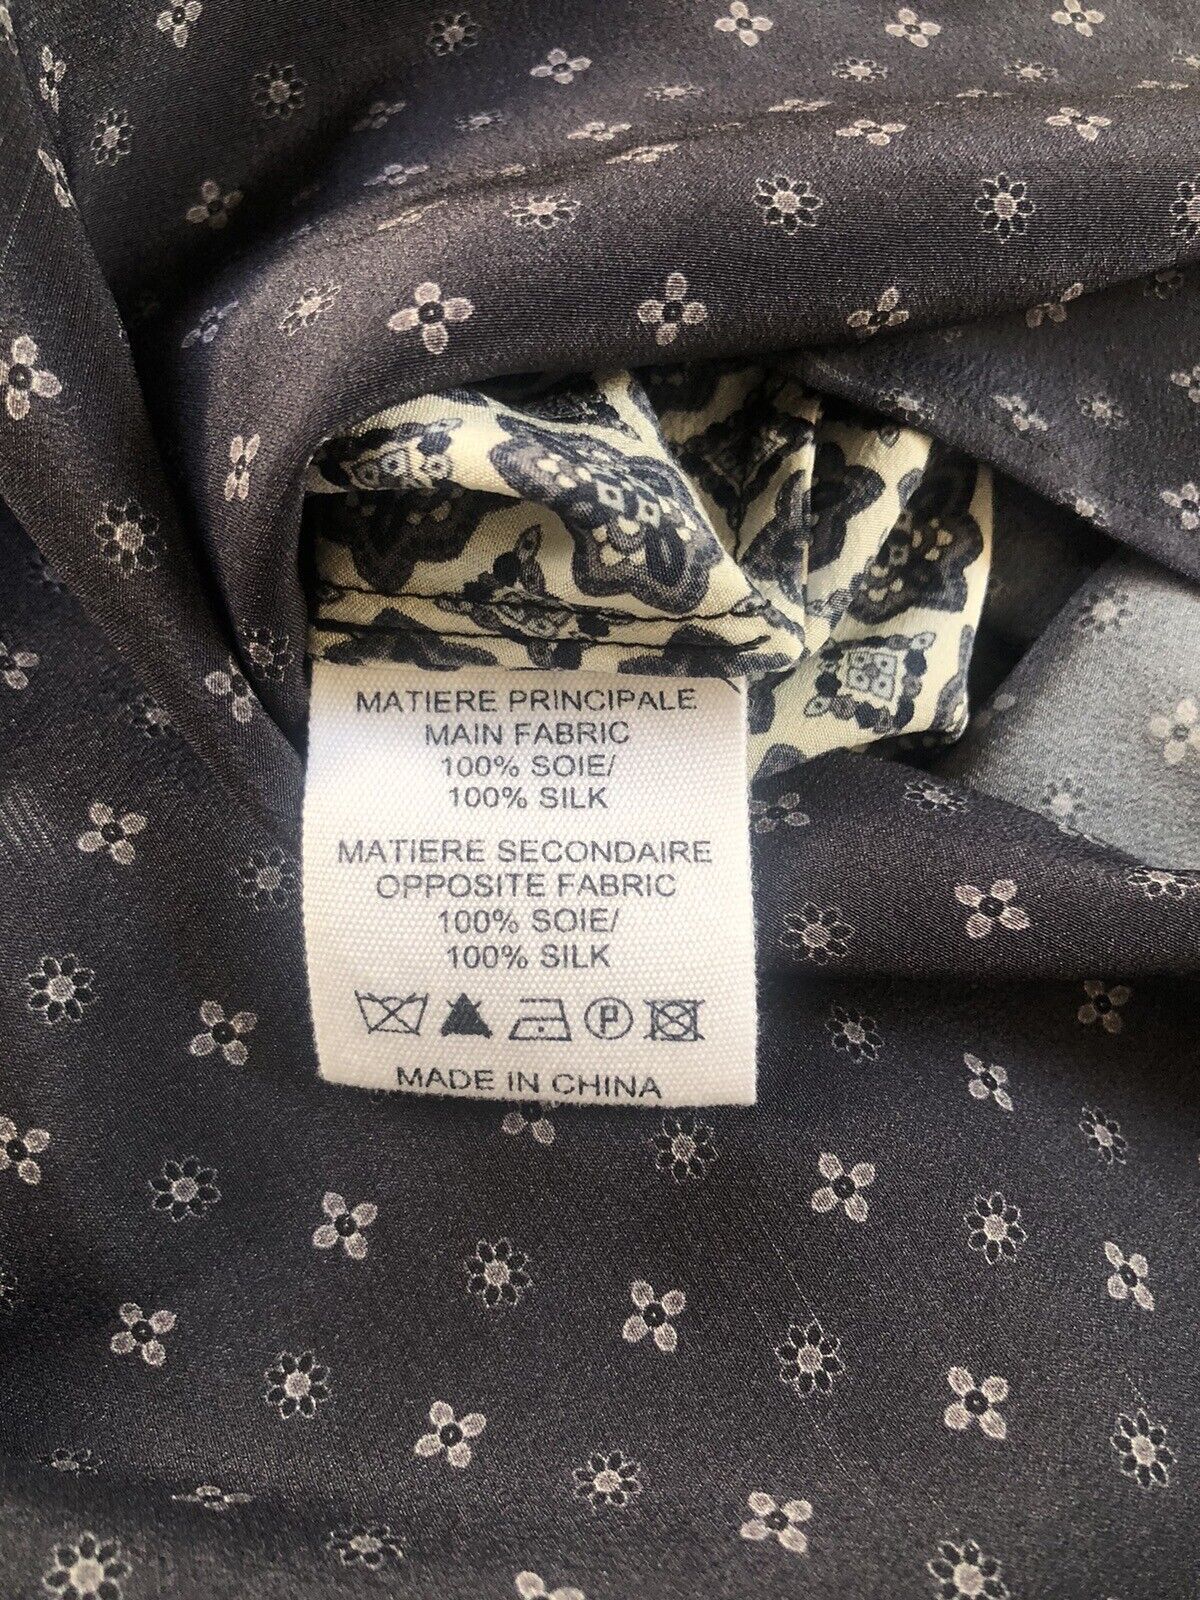 MATIERE PRINCIPALE
MAIN FABRIC
100% SOIE/
100% SILK
MATIERE SECONDAIRE
OPPOSITE FABRIC
100% SOIE/
100% SILK
P
MADE IN CHINA